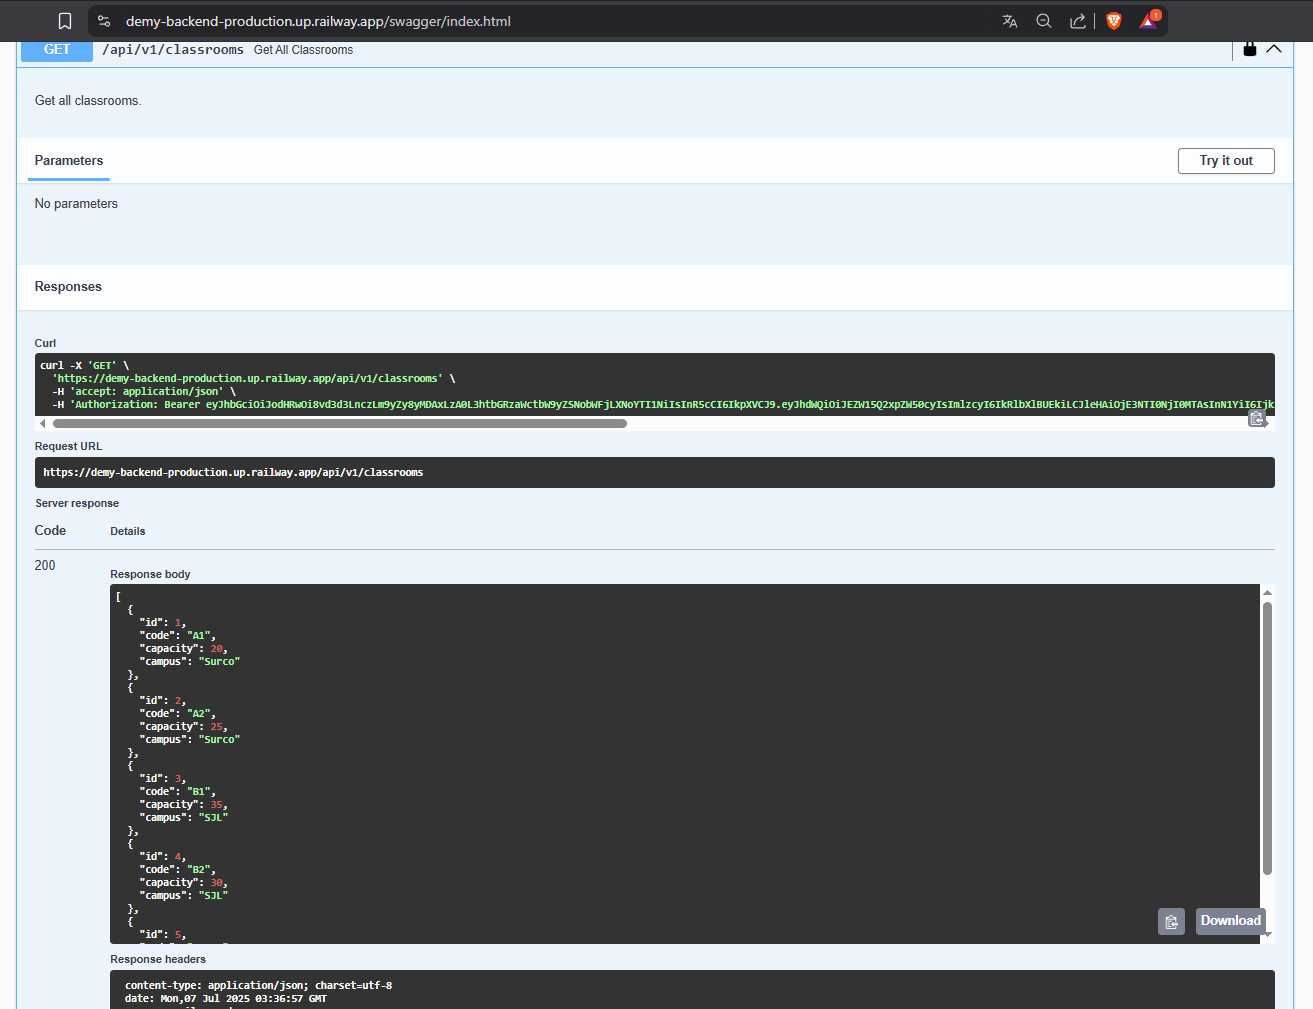 demy-backend-production.up.railway.app/swagger/index.html
1
GET /api/v1/classrooms Get All Classrooms
Get all classrooms.
Parameters
Try it out
No parameters
Responses
Curl
curl -X 'GET' \
'https://demy-backend-production.up.railway.app/api/v1/classrooms' \
-H 'accept: application/json' \
-H 'Authorization: Bearer
Request URL
https://demy-backend-production.up.railway.app/api/v1/classrooms
Server response
Code Details
200
Response body
[
{
"id": 1,
"code": "A1",
"capacity": 20,
"campus": "Surco"
},
{
"id": 2,
"code": "A2",
"capacity": 25,
"campus": "Surco"
},
{
"id": 3,
"code": "B1",
"capacity": 35,
"campus": "SJL"
},
{
"id": 4,
"code": "B2",
"capacity": 30,
"campus": "SJL"
},
{
"id": 5,
Download
Response headers
content-type: application/json; charset=utf-8
date: Mon,07 Jul 2025 03:36:57 GMT